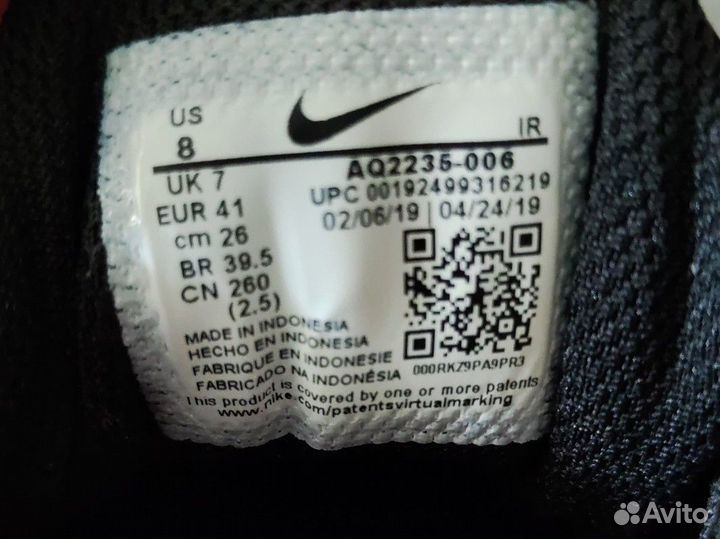 US
8
IR
UK 7
AQ2235-006
EUR 41
UPC 00192499316219
cm 26
02/06/19 | 04/24/19
BR 39.5
CN 260
(2.5)
MADE IN INDONESIA
HECHO EN INDONESIA
FABRIQUE EN INDONESIE
FABRICADO NA INDONÉSIA
000RKZ9PA9PR3
This product is covered by one or more patents
www.nike.com/patentsvirtualmarking
Avito